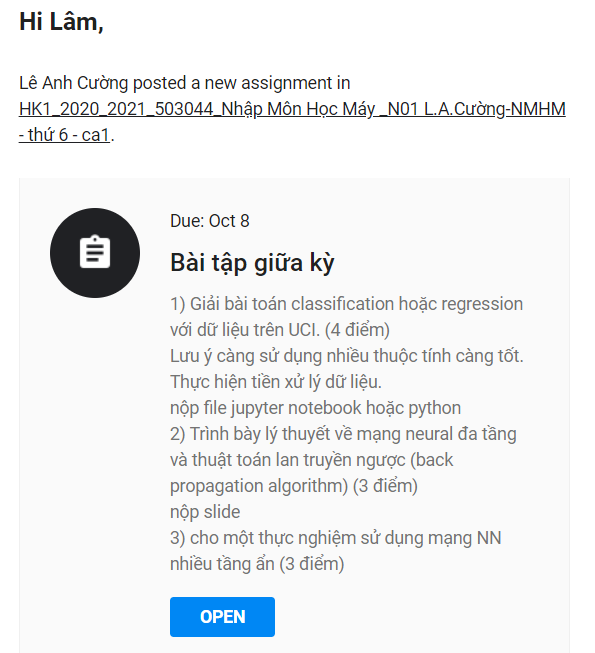 Hi Lâm,
Lê Anh Cường posted a new assignment in
HK1_2020_2021_503044_Nhập Môn Học Máy _N01 L.A.Cường-NMHM
- thứ 6 - ca1.
Due: Oct 8
Bài tập giữa kỳ
1) Giải bài toán classification hoặc regression
với dữ liệu trên UCI. (4 điểm)
Lưu ý càng sử dụng nhiều thuộc tính càng tốt.
Thực hiện tiền xử lý dữ liệu.
nộp file jupyter notebook hoặc python
2) Trình bày lý thuyết về mạng neural đa tầng
và thuật toán lan truyền ngược (back
propagation algorithm) (3 điểm)
nộp slide
3) cho một thực nghiệm sử dụng mạng NN
nhiều tầng ẩn (3 điểm)
OPEN